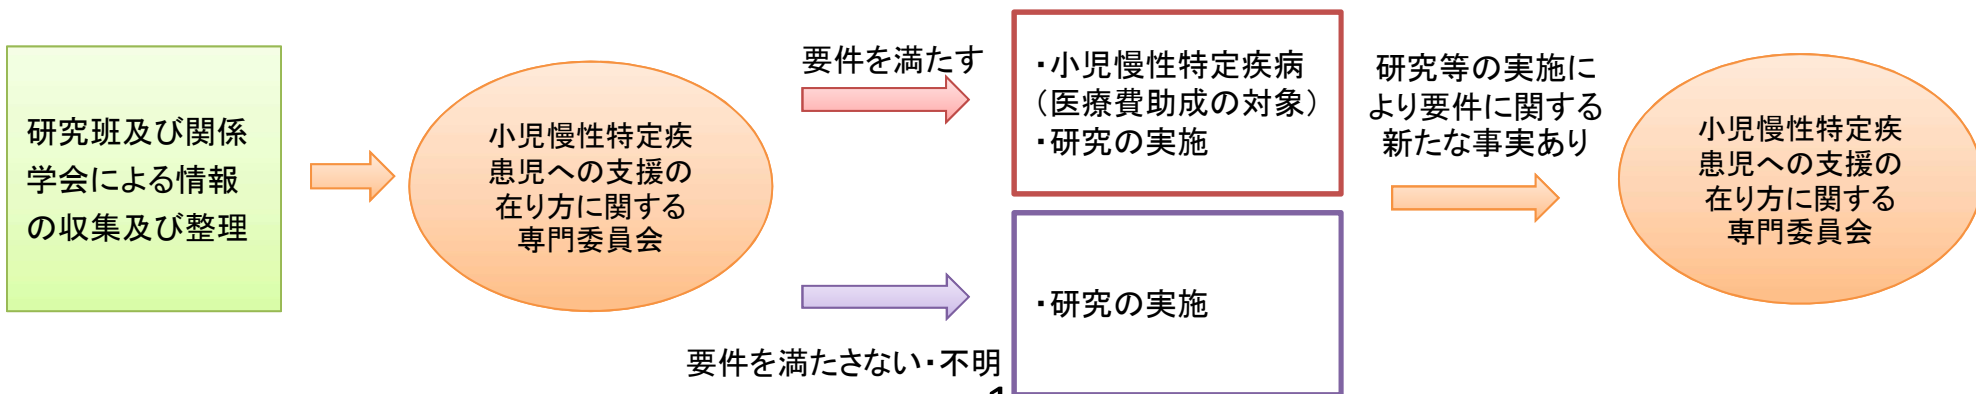 研究班及び関係
学会による情報
の収集及び整理
小児慢性特定疾
患児への支援の
在り方に関する
専門委員会
要件を満たす
・小児慢性特定疾病
（医療費助成の対象）
・研究の実施
要件を満たさない・不明
・研究の実施
研究等の実施に
より要件に関する
新たな事実あり
小児慢性特定疾
患児への支援の
在り方に関する
専門委員会